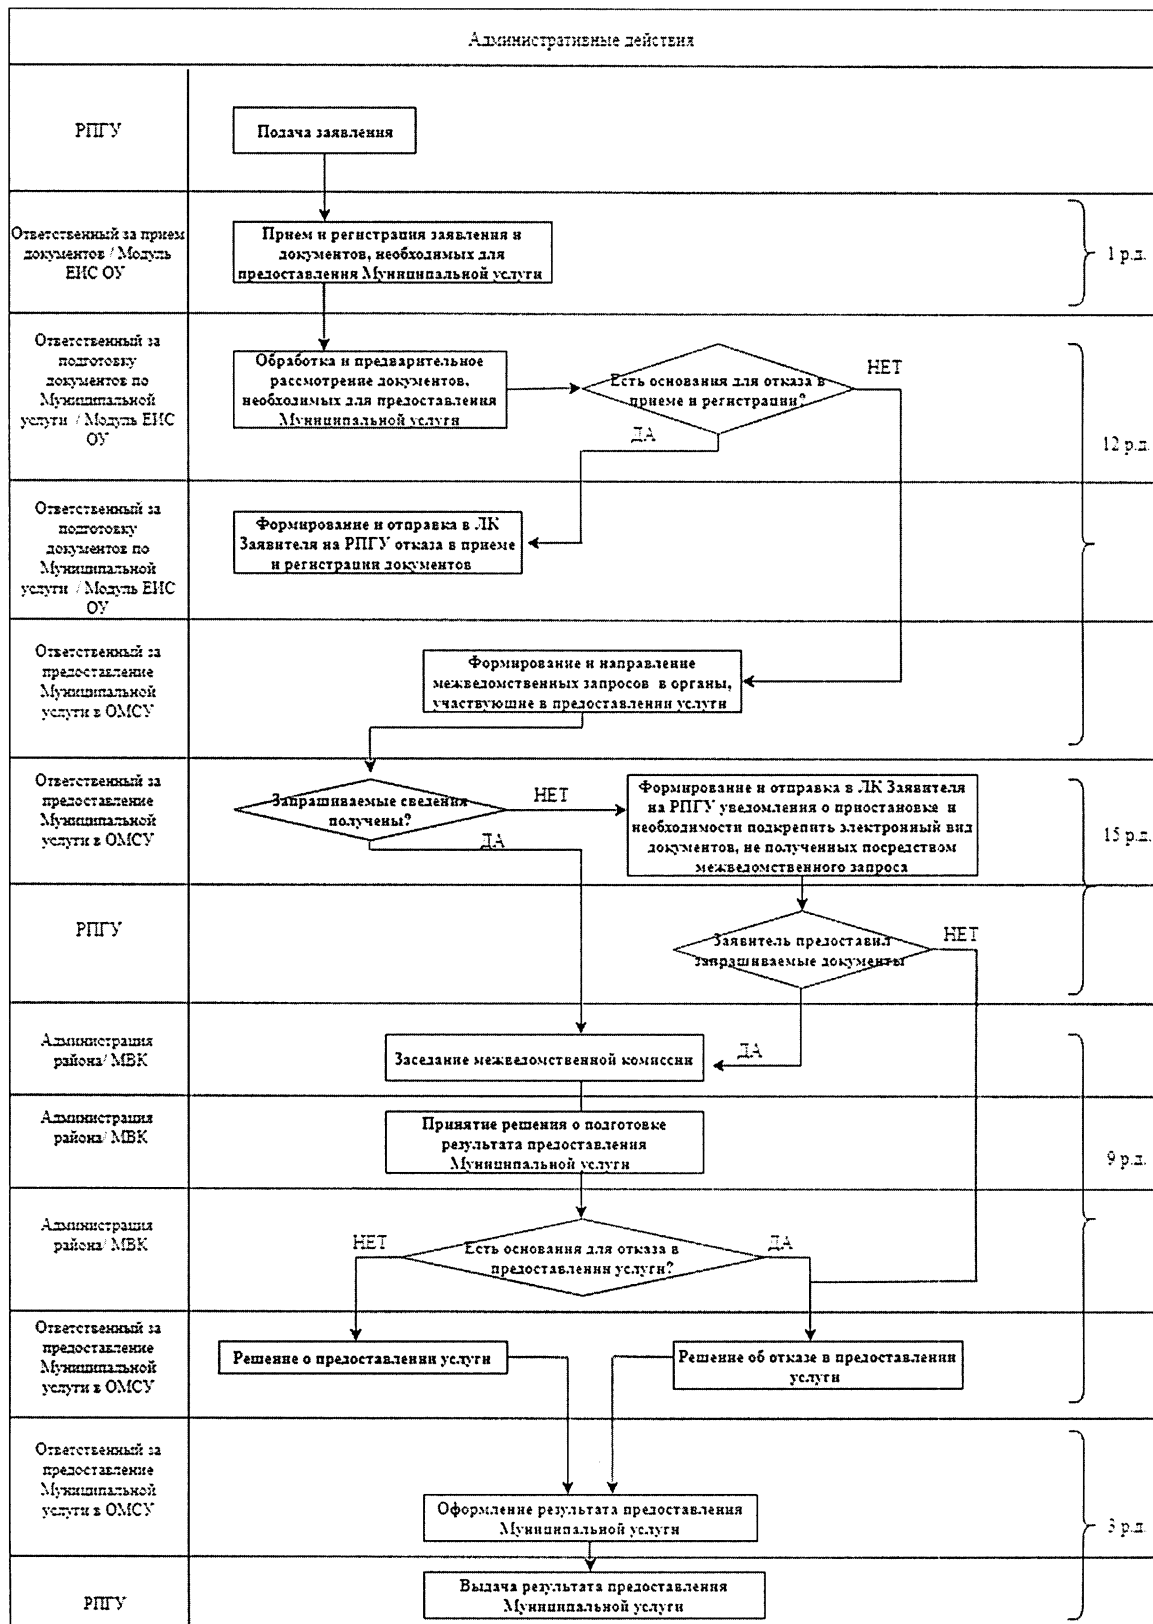 Административные действия
РПГУ
Подача заявления
Ответственный за прием
документов / Модуль
ЕИС ОУ
Прием и регистрация заявления и
документов, необходимых для
предоставления Муниципальной услуги
1 р.д.
Ответственный за
подготовку
документов по
Муниципальной
услуги / Модуль ЕИС
ОУ
Обработка и предварительное
рассмотрение документов,
необходимых для предоставления
Муниципальной услуги
Есть основания для отказа в
приеме и регистрации?
НЕТ
ДА
12 р.д.
Ответственный за
подготовку
документов по
Муниципальной
услуги / Модуль ЕИС
ОУ
Формирование и отправка в ЛК
Заявителя на РПГУ отказа в приеме
и регистрации документов
Ответственный за
предоставление
Муниципальной
услуги в ОМСУ
Формирование и направление
межведомственных запросов в органы,
участвующие в предоставлении услуги
Ответственный за
предоставление
Муниципальной
услуги в ОМСУ
Запрашиваемые сведения
получены?
НЕТ
ДА
Формирование и отправка в ЛК Заявителя
на РПГУ уведомления о приостановке и
необходимости подкрепить электронный вид
документов, не полученных посредством
межведомственного запроса
15 р.д.
РПГУ
Заявитель предоставил
запрашиваемые документы
НЕТ
ДА
Администрация
района/ МВК
Заседание межведомственной комиссии
Администрация
района/ МВК
Принятие решения о подготовке
результата предоставления
Муниципальной услуги
9 р.д.
Администрация
района/ МВК
НЕТ
Есть основания для отказа в
предоставлении услуги?
ДА
Ответственный за
предоставление
Муниципальной
услуги в ОМСУ
Решение о предоставлении услуги
Решение об отказе в предоставлении
услуги
Ответственный за
предоставление
Муниципальной
услуги в ОМСУ
Оформление результата предоставления
Муниципальной услуги
3 р.д.
РПГУ
Выдача результата предоставления
Муниципальной услуги